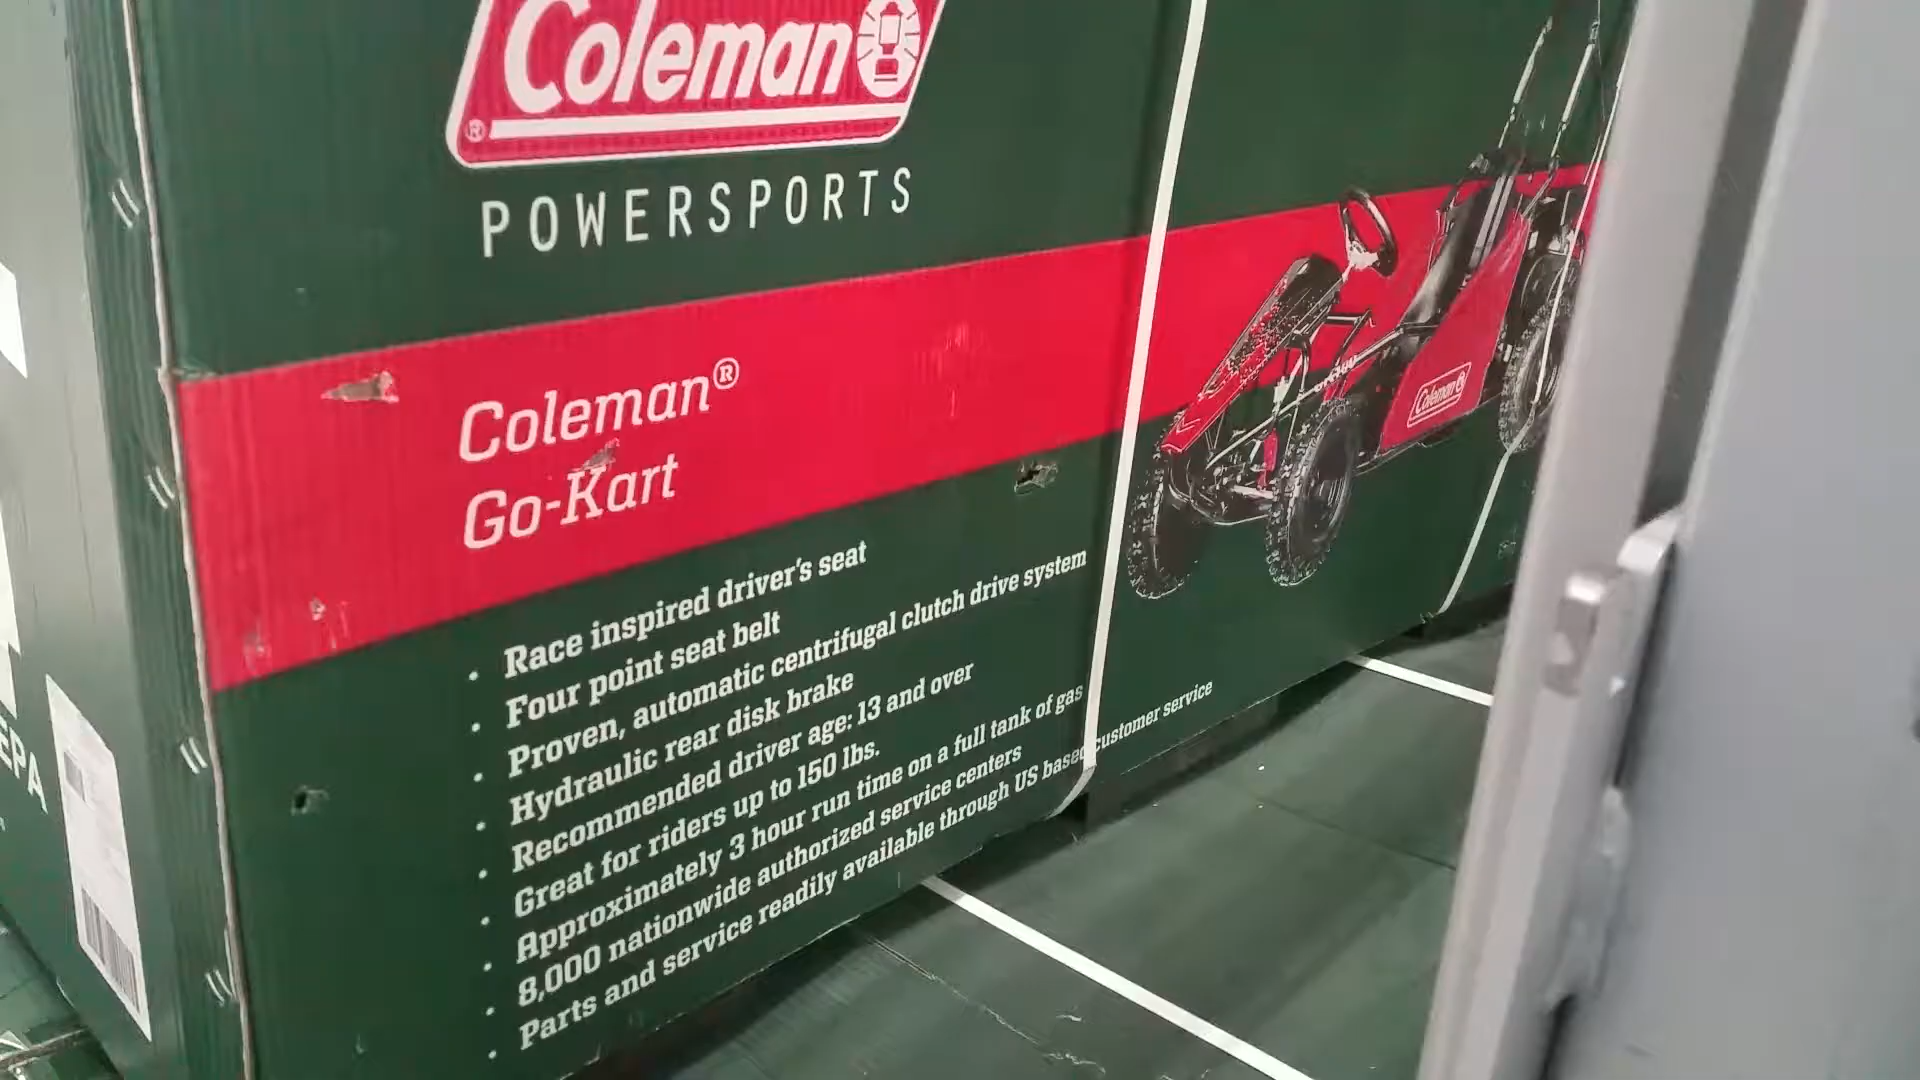 Coleman
®
POWERSPORTS
Coleman®
Go-Kart
• Race inspired driver's seat
• Four point seat belt
• Proven, automatic centrifugal clutch drive system
• Hydraulic rear disk brake
• Recommended driver age: 13 and over
• Great for riders up to 150 lbs.
• Approximately 3 hour run time on a full tank of gas
• 8,000 nationwide authorized service centers
• Parts and service readily available through US based customer service
Coleman
EPA